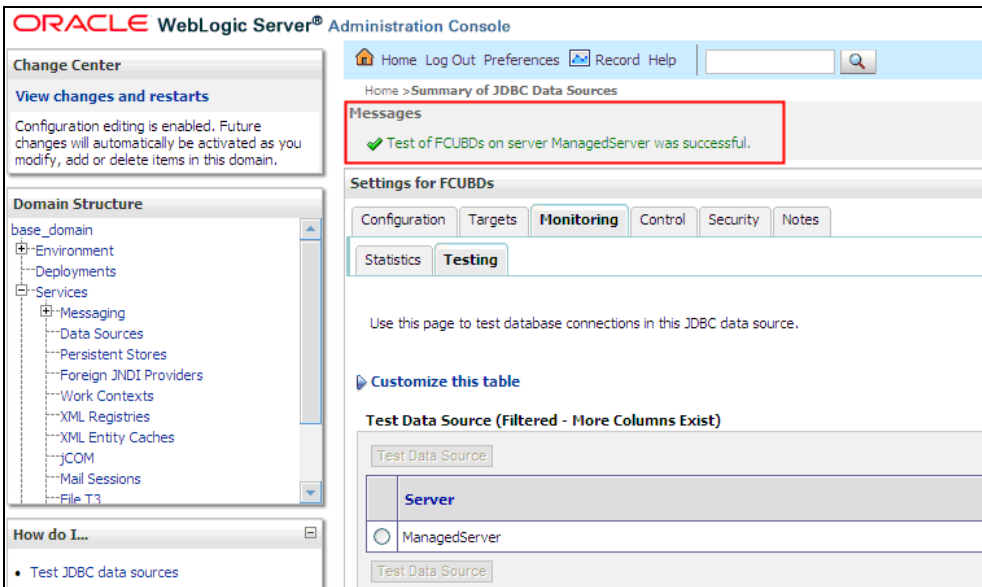 ORACLE WebLogic Server® Administration Console
Change Center
View changes and restarts
Configuration editing is enabled. Future
changes will automatically be activated as you
modify, add or delete items in this domain.
Domain Structure
base_domain
Environment
Deployments
Services
Messaging
Data Sources
Persistent Stores
Foreign JNDI Providers
Work Contexts
XML Registries
XML Entity Caches
jCOM
Mail Sessions
File T3
How do I...
Test JDBC data sources
Home Log Out Preferences Record Help
Home >Summary of JDBC Data Sources
Messages
Test of FCUBDs on server ManagedServer was successful.
Settings for FCUBDs
Configuration Targets Monitoring Control Security Notes
Statistics Testing
Use this page to test database connections in this JDBC data source.
Customize this table
Test Data Source (Filtered - More Columns Exist)
Test Data Source
Server
ManagedServer
Test Data Source